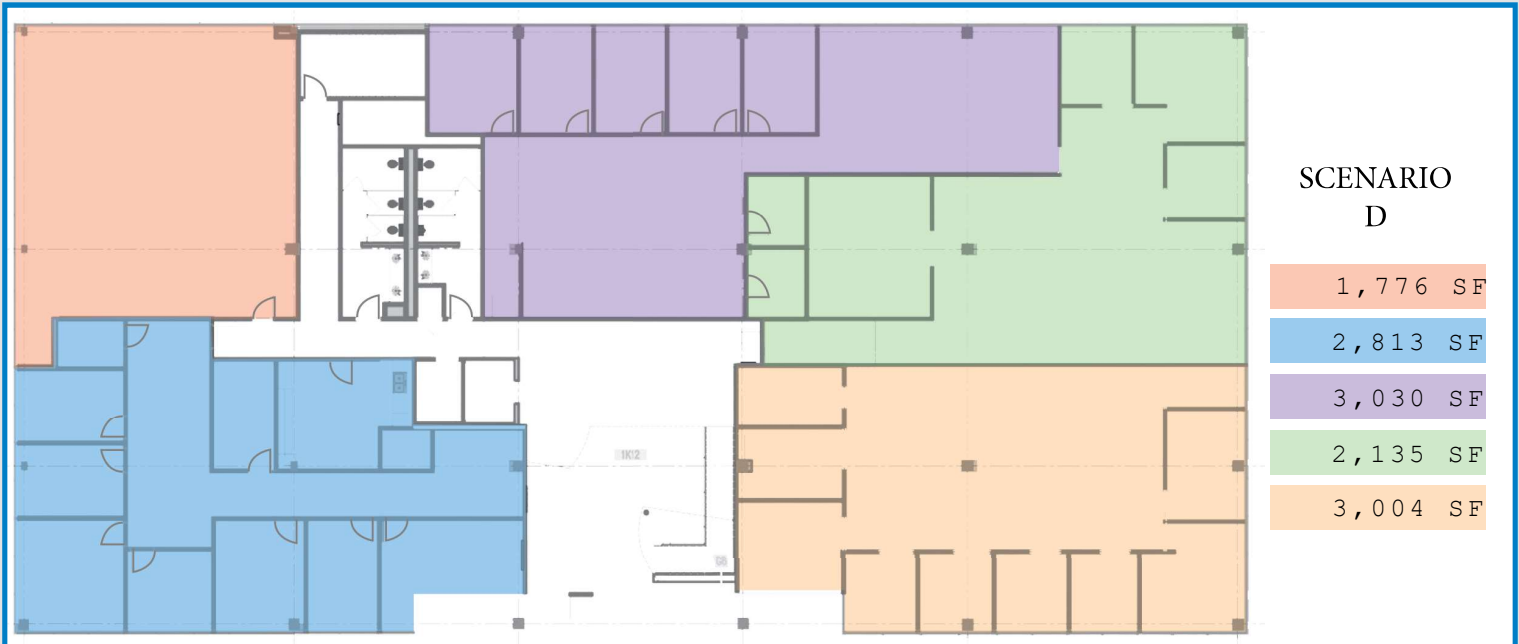 SCENARIO
D
1,776 SF
2,813 SF
3,030 SF
2,135 SF
3,004 SF